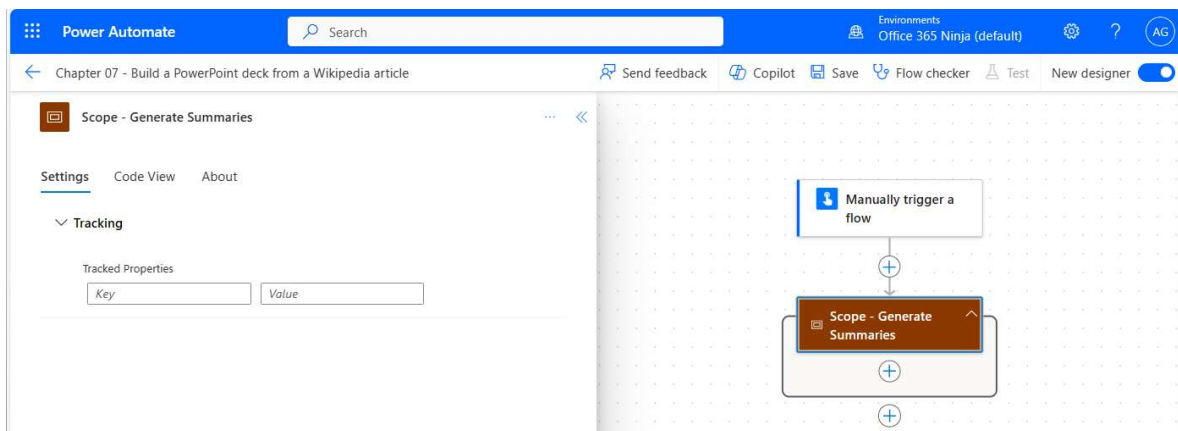 Power Automate
Search
Environments
Office 365 Ninja (default)
?
AG
Chapter 07 - Build a PowerPoint deck from a Wikipedia article
Send feedback
Copilot
Save
Flow checker
Test
New designer
Scope - Generate Summaries
...
Settings
Code View
About
Tracking
Tracked Properties
Key
Value
Manually trigger a
flow
Scope - Generate
Summaries